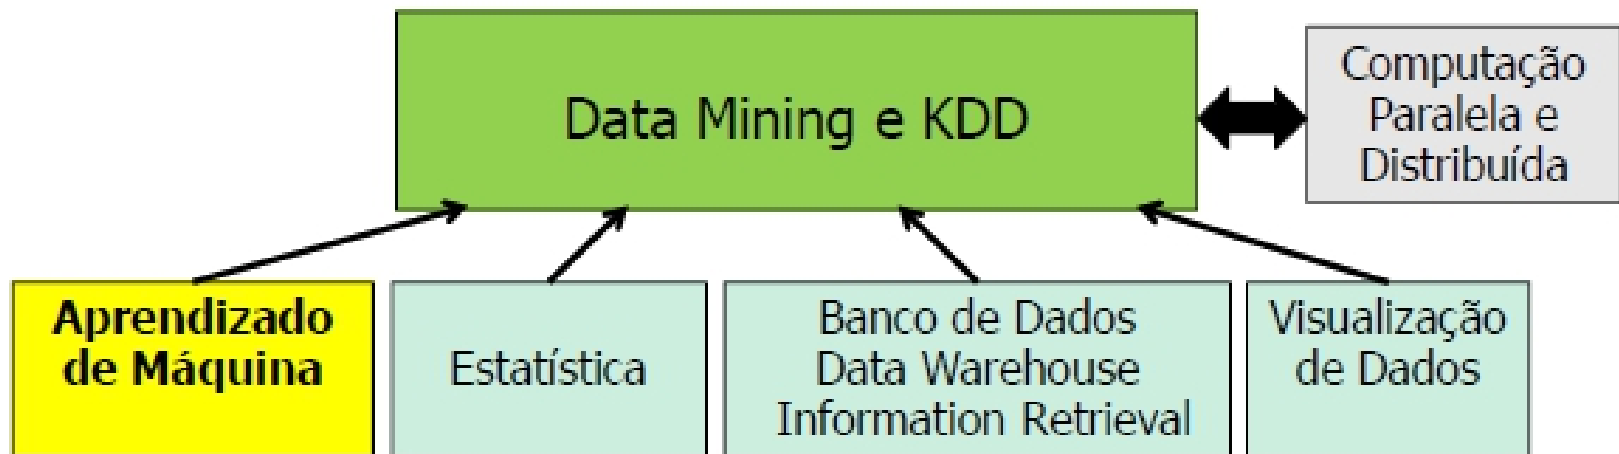 Data Mining e KDD
Computação
Paralela e
Distribuída
Aprendizado
de Máquina
Estatística
Banco de Dados
Data Warehouse
Information Retrieval
Visualização
de Dados